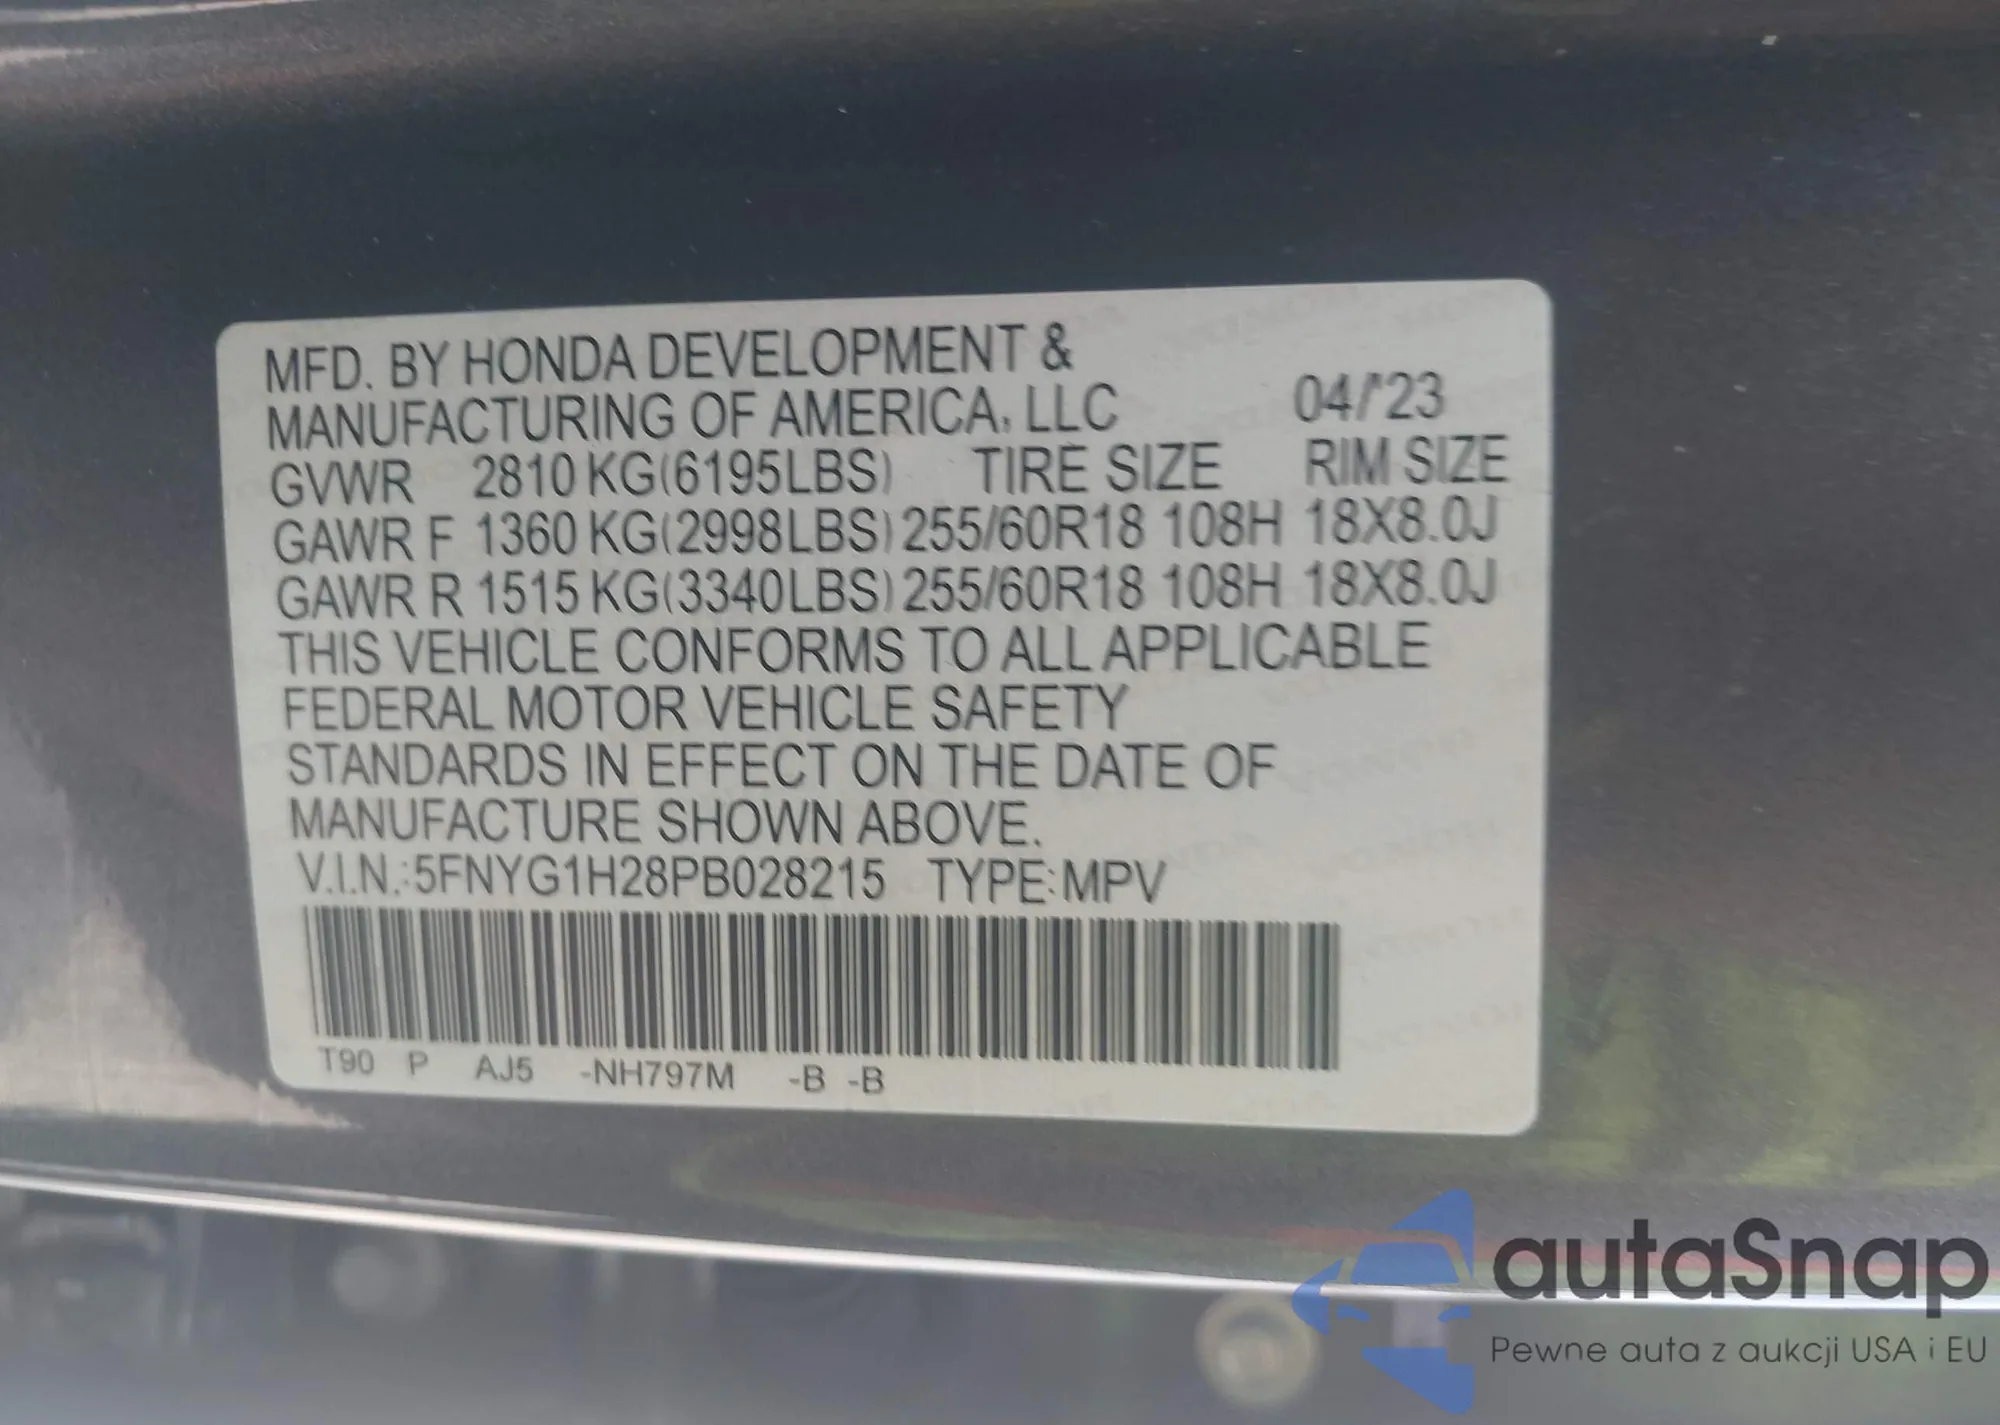 MFD. BY HONDA DEVELOPMENT &
MANUFACTURING OF AMERICA, LLC 04/'23
GVWR 2810 KG(6195LBS) TIRE SIZE RIM SIZE
GAWR F 1360 KG(2998LBS) 255/60R18 108H 18X8.0J
GAWR R 1515 KG(3340LBS) 255/60R18 108H 18X8.0J
THIS VEHICLE CONFORMS TO ALL APPLICABLE
FEDERAL MOTOR VEHICLE SAFETY
STANDARDS IN EFFECT ON THE DATE OF
MANUFACTURE SHOWN ABOVE.
V.I.N.:5FNYG1H28PB028215 TYPE:MPV
T90 P AJ5 -NH797M -B -B
autaSnap
Pewne auta z aukcji USA i EU